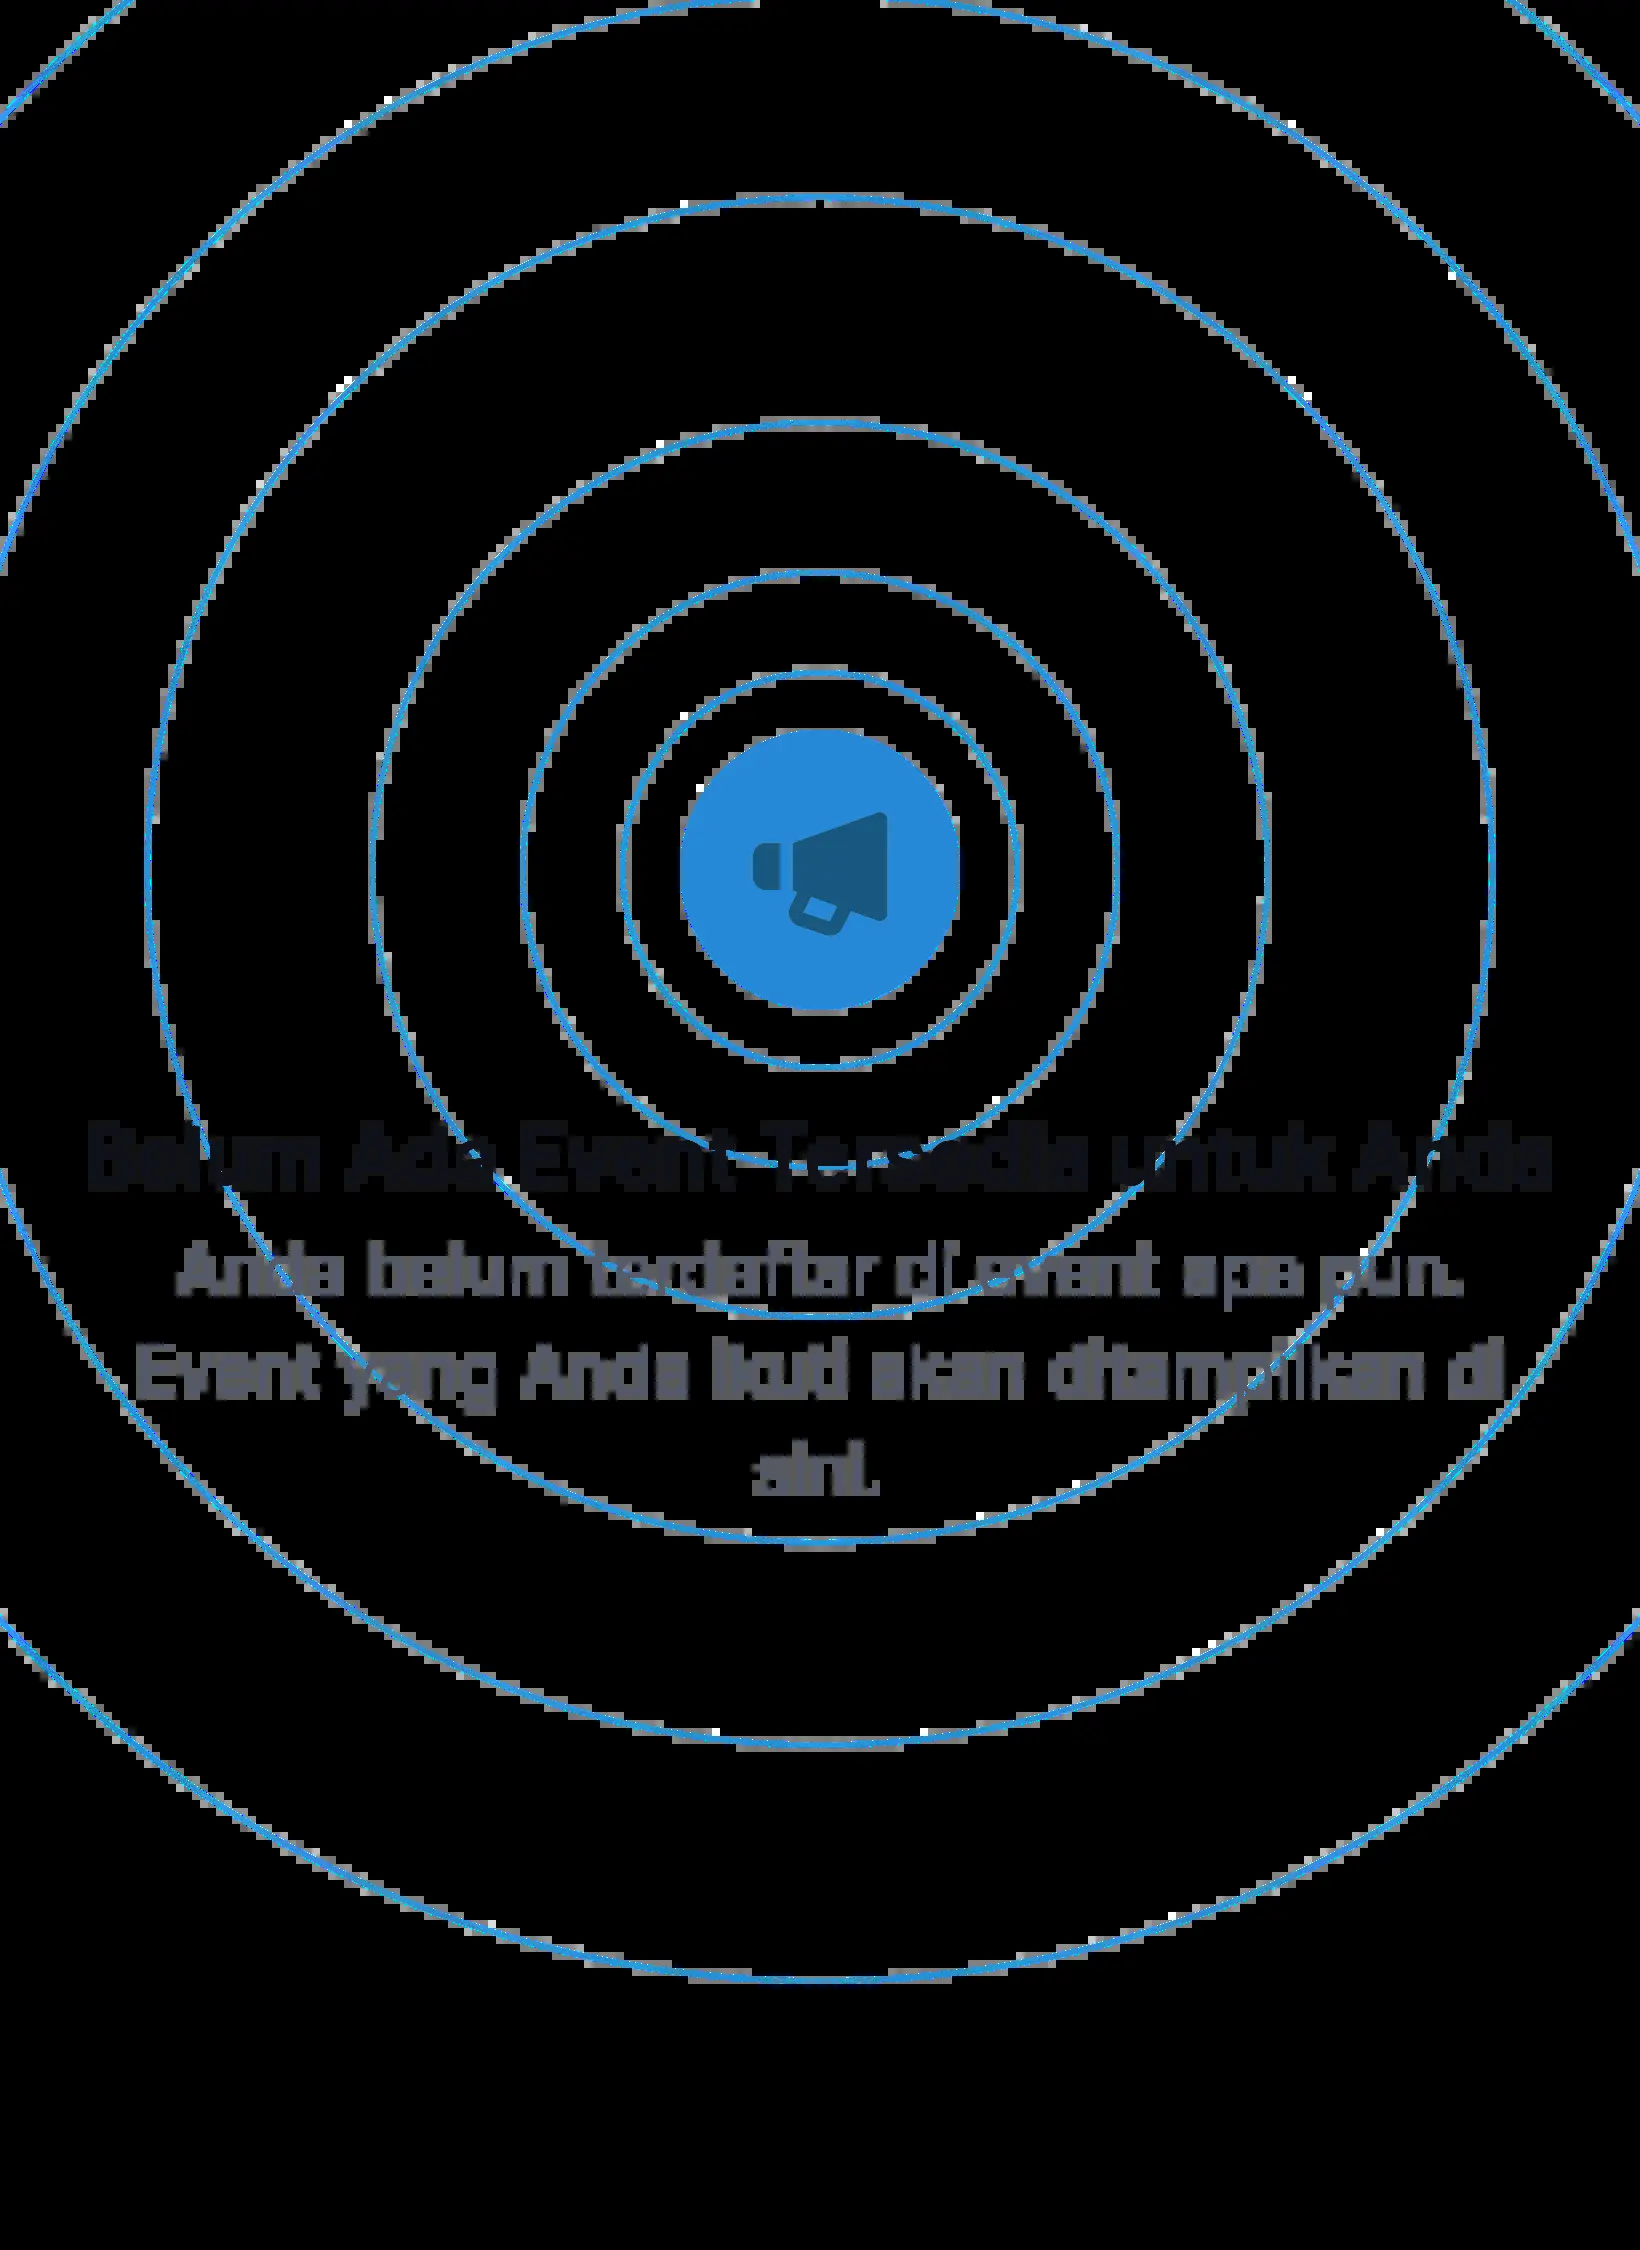 Belum Ada Event Tersedia untuk Anda
Anda belum terdaftar di event apa pun.
Event yang Anda ikuti akan ditampilkan di
sini.